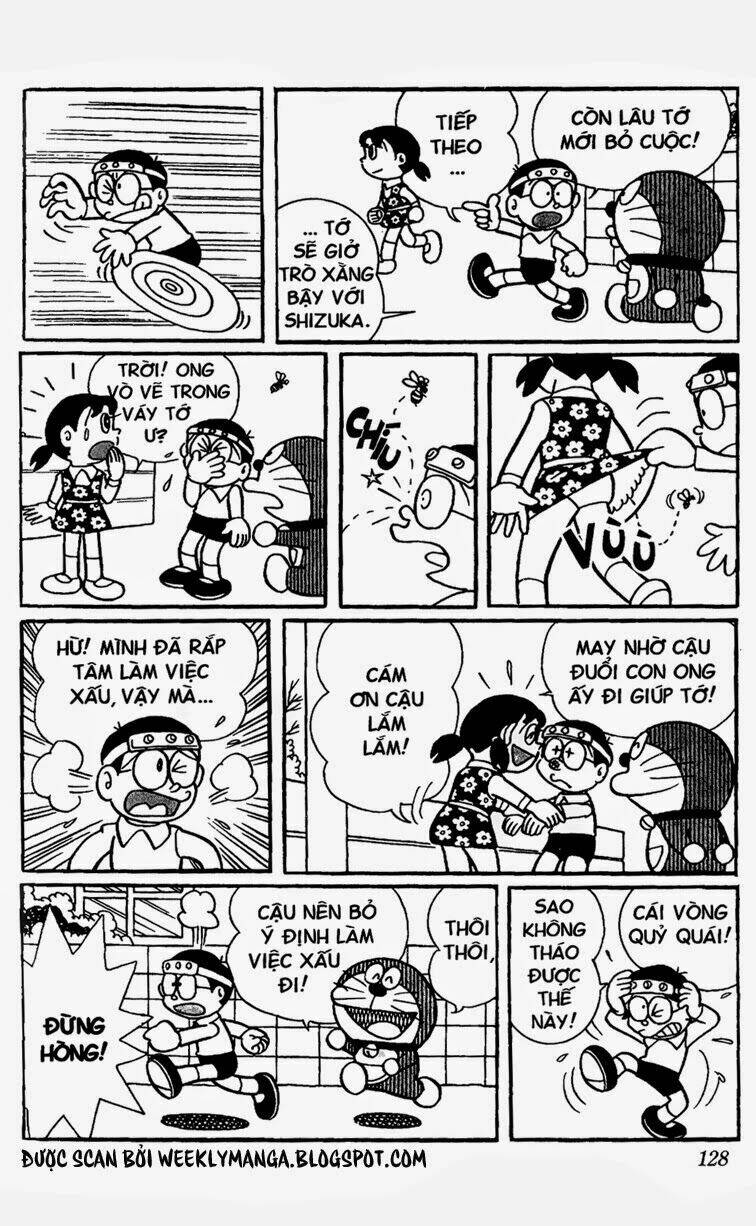 TIẾP
THEO
...
CÒN LÂU TỚ
MỚI BỎ CUỘC!
... TỚ
SẼ GIỞ
TRÒ XẰNG
BẬY VỚI
SHIZUKA.
TRỜI! ONG
VÒ VẼ TRONG
VÁY TỚ
Ư?
CHÍU
VÙÙ
HỪ! MÌNH ĐÃ RẮP
TÂM LÀM VIỆC
XẤU, VẬY MÀ...
CÁM
ƠN CẬU
LẮM
LẮM!
MAY NHỜ CẬU
ĐUỔI CON ONG
ẤY ĐI GIÚP TỚ!
ĐỪNG
HÒNG!
CẬU NÊN BỎ
Ý ĐỊNH LÀM
VIỆC XẤU
ĐI!
THÔI
THÔI,
SAO
KHÔNG
THÁO
ĐƯỢC
THẾ
NÀY!
CÁI VÒNG
QUỶ QUÁI!
ĐƯỢC SCAN BỞI WEEKLYMANGA.BLOGSPOT.COM
128